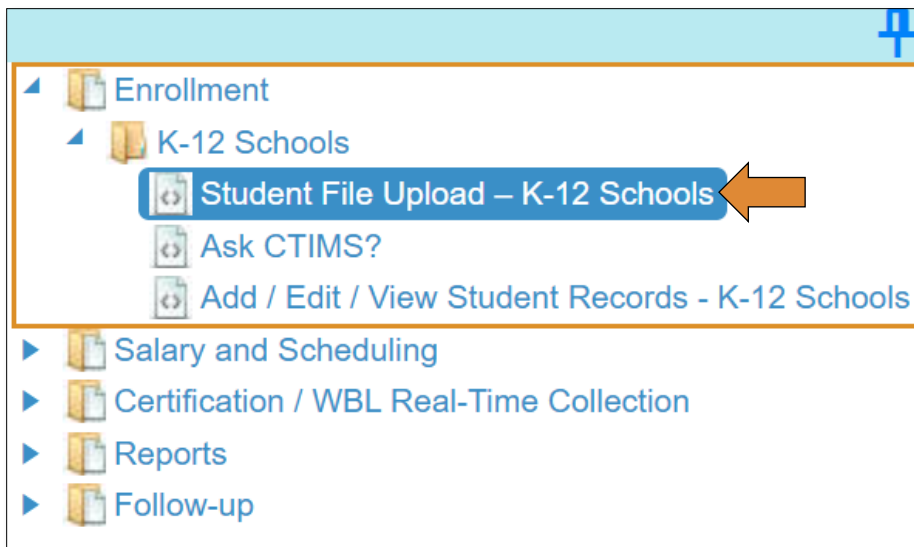 Enrollment
K-12 Schools
Student File Upload – K-12 Schools
Ask CTIMS?
Add / Edit / View Student Records - K-12 Schools
Salary and Scheduling
Certification / WBL Real-Time Collection
Reports
Follow-up